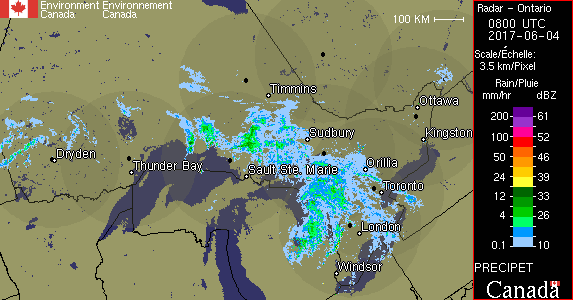 Environment Environnement
Canada Canada
100 KM
Timmins
Ottawa
Sudbury
Kingston
Dryden
Thunder Bay
Sault Ste. Marie
Orillia
Toronto
London
Windsor
Radar - Ontario
0800 UTC
2017-06-04
Scale/Échelle:
3.5 km/Pixel
Rain/Pluie
mm/hr dBZ
200 61
100 52
50 46
24 39
12 33
4 26
0.1 10
PRECIPET
Canada